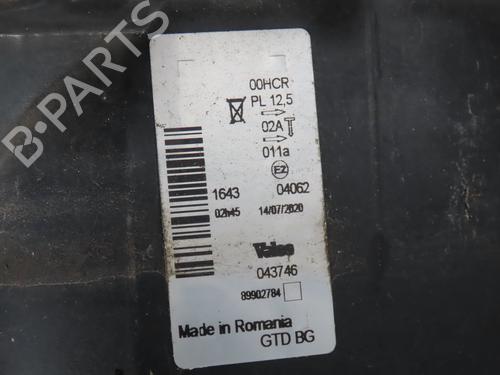 B-PARTS
00HCR
PL 12,5
02A
011a
EZ
1643 04062
02h45 14/07/2020
Valeo
043746
89902784
Made in Romania
GTD BG